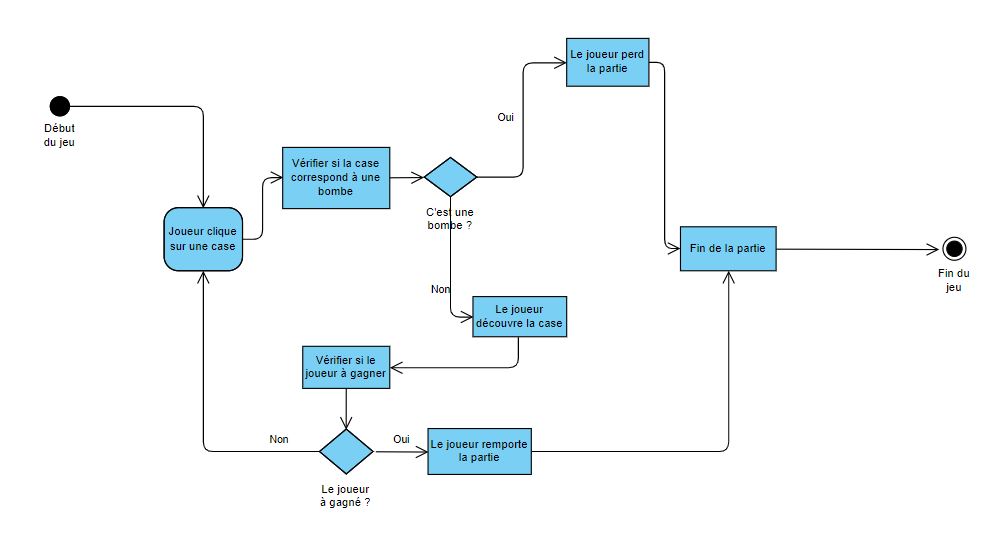 Début
du jeu
Joueur clique
sur une case
Vérifier si la case
correspond à une
bombe
C'est une
bombe ?
Oui
Le joueur perd
la partie
Non
Le joueur
découvre la case
Vérifier si le
joueur à gagner
Le joueur
à gagné ?
Non
Oui
Le joueur remporte
la partie
Fin de la partie
Fin du
jeu